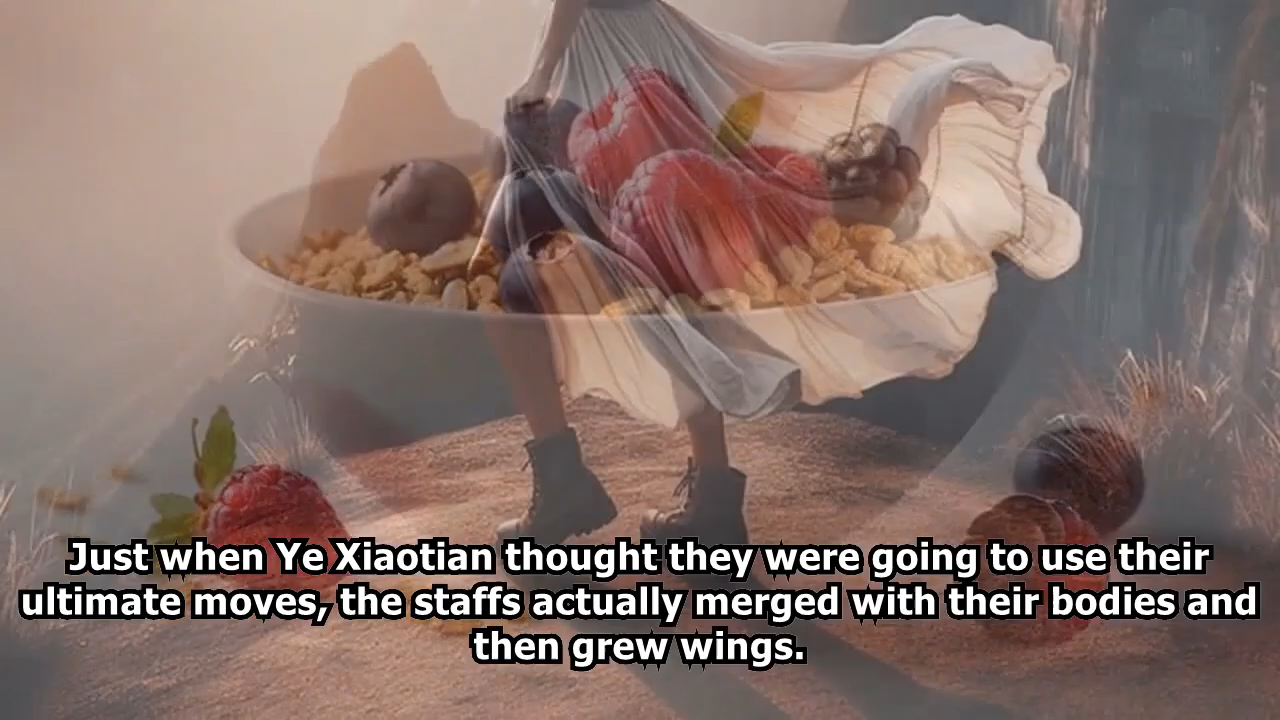 Just when Ye Xiaotian thought they were going to use their
ultimate moves, the staffs actually merged with their bodies and
then grew wings.